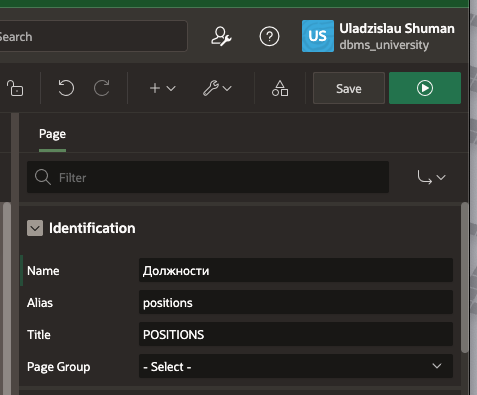 Search
US
Uladzislau Shuman
dbms_university
Save
Page
Filter
Identification
Name
Должности
Alias
positions
Title
POSITIONS
Page Group
- Select -